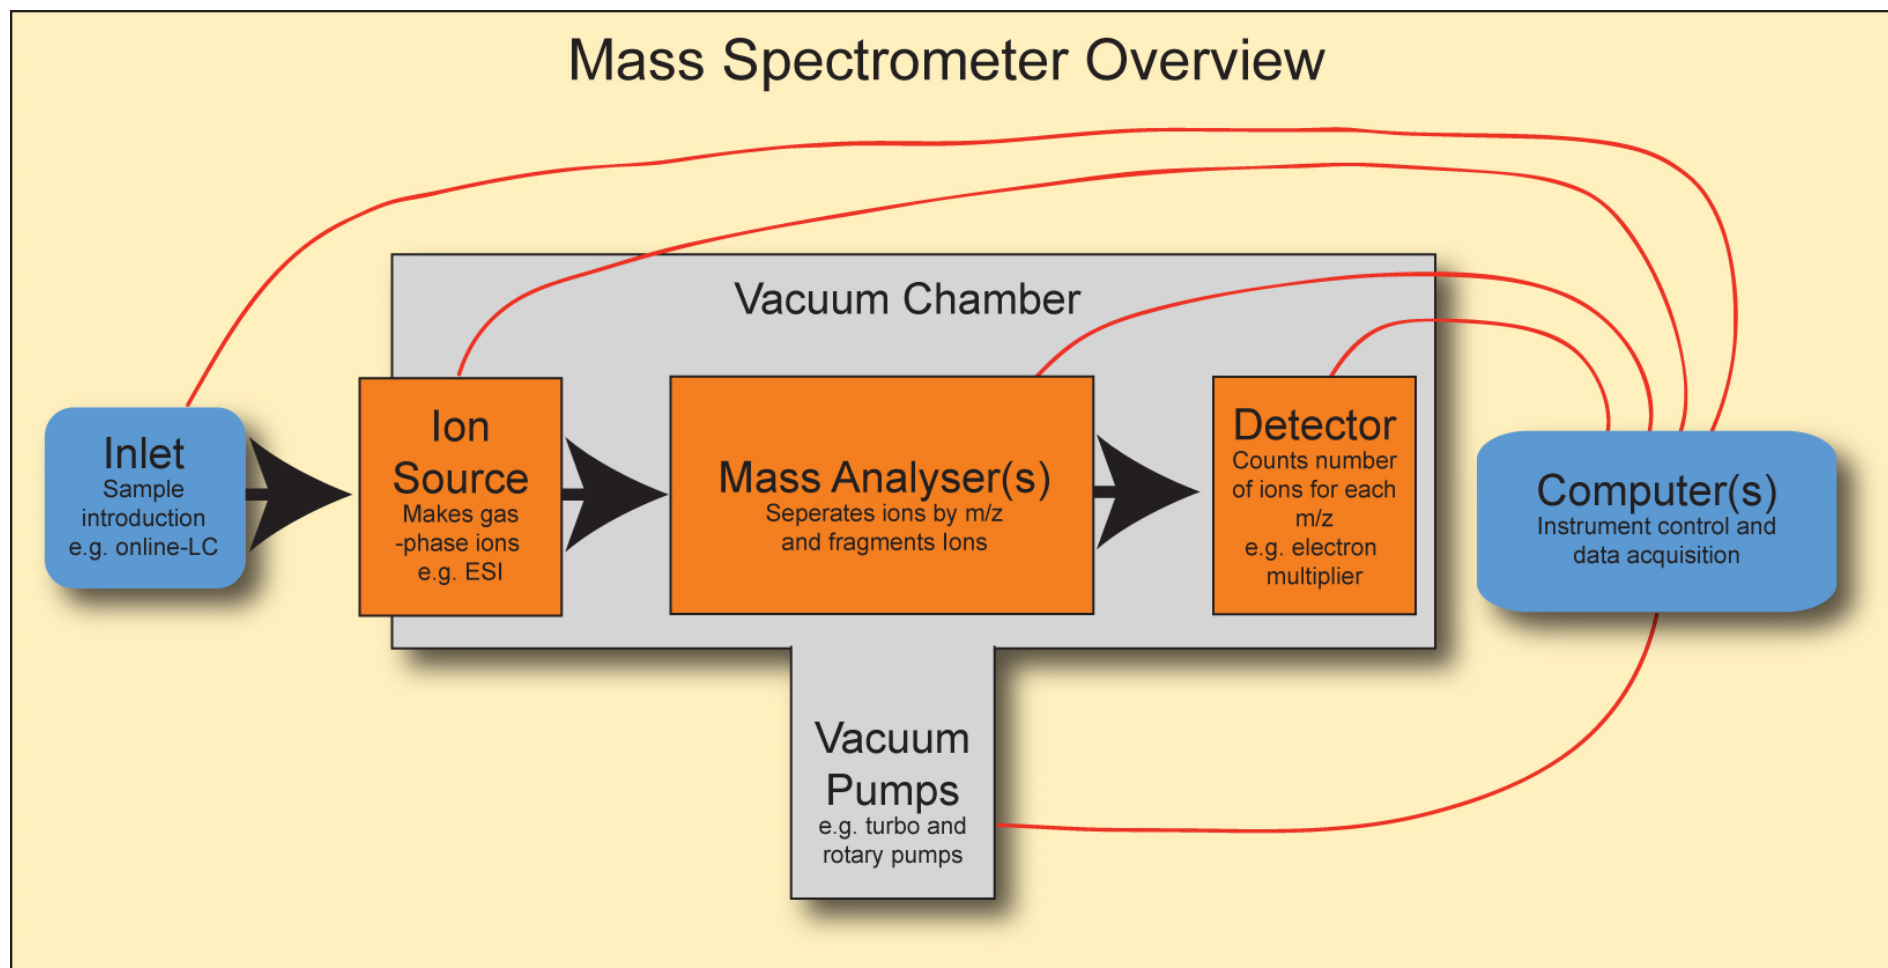 Mass Spectrometer Overview
Vacuum Chamber
Inlet
Sample
introduction
e.g. online-LC
Ion
Source
Makes gas
-phase ions
e.g. ESI
Mass Analyser(s)
Seperates ions by m/z
and fragments Ions
Detector
Counts number
of ions for each
m/z
e.g. electron
multiplier
Computer(s)
Instrument control and
data acquisition
Vacuum
Pumps
e.g. turbo and
rotary pumps